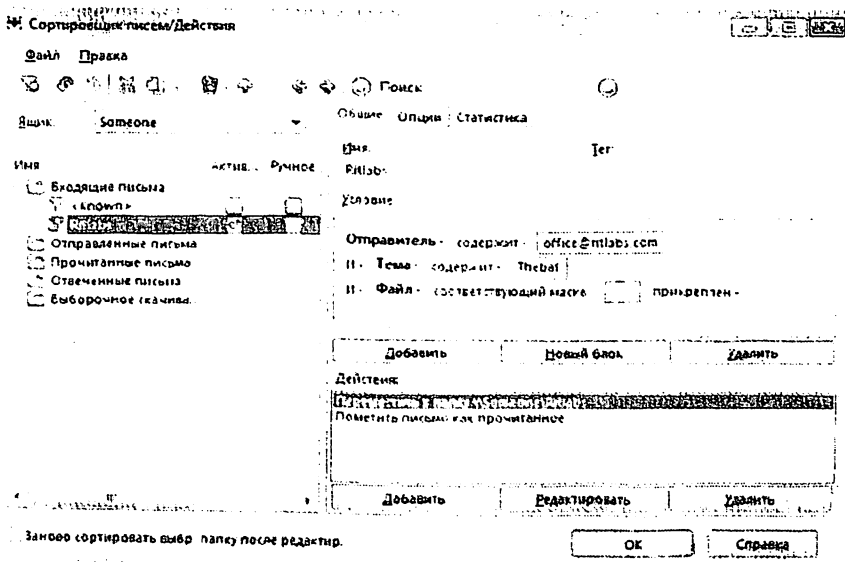 Сортировщик писем/Действия
Файл Правка
Поиск
Ящик: Someone
Общие Опции Статистика
Имя Актив... Ручное
Имя: Тег:
Ritlabs
Входящие письма
<known>
Условие
Отправленные письма
Прочитанные письма
Отвеченные письма
Выборочное скачива...
Отправитель - содержит - office@ritlabs.com
И - Тема - содержит - Thebat
И - Файл - соответствующий маске прикреплен -
Добавить Новый блок Удалить
Действия:
Пометить письмо как прочитанное
Добавить Редактировать Удалить
Заново сортировать выбр. папку после редактир.
OK Справка